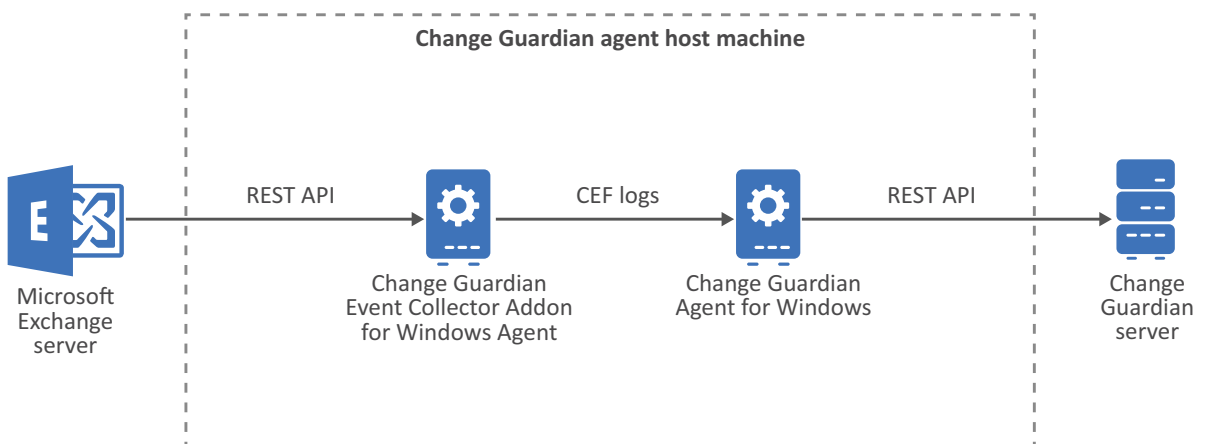 Change Guardian agent host machine
REST API
CEF logs
REST API
E
Microsoft
Exchange
server
Change Guardian
Event Collector Addon
for Windows Agent
Change Guardian
Agent for Windows
Change
Guardian
server